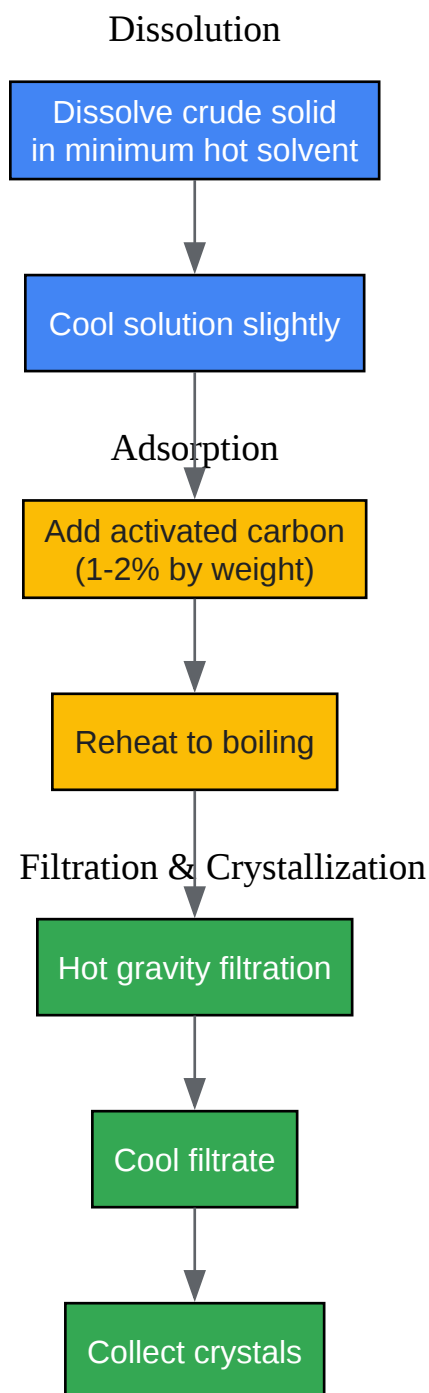 Dissolution
Dissolve crude solid
in minimum hot solvent
Cool solution slightly
Adsorption
Add activated carbon
(1-2% by weight)
Reheat to boiling
Filtration & Crystallization
Hot gravity filtration
Cool filtrate
Collect crystals